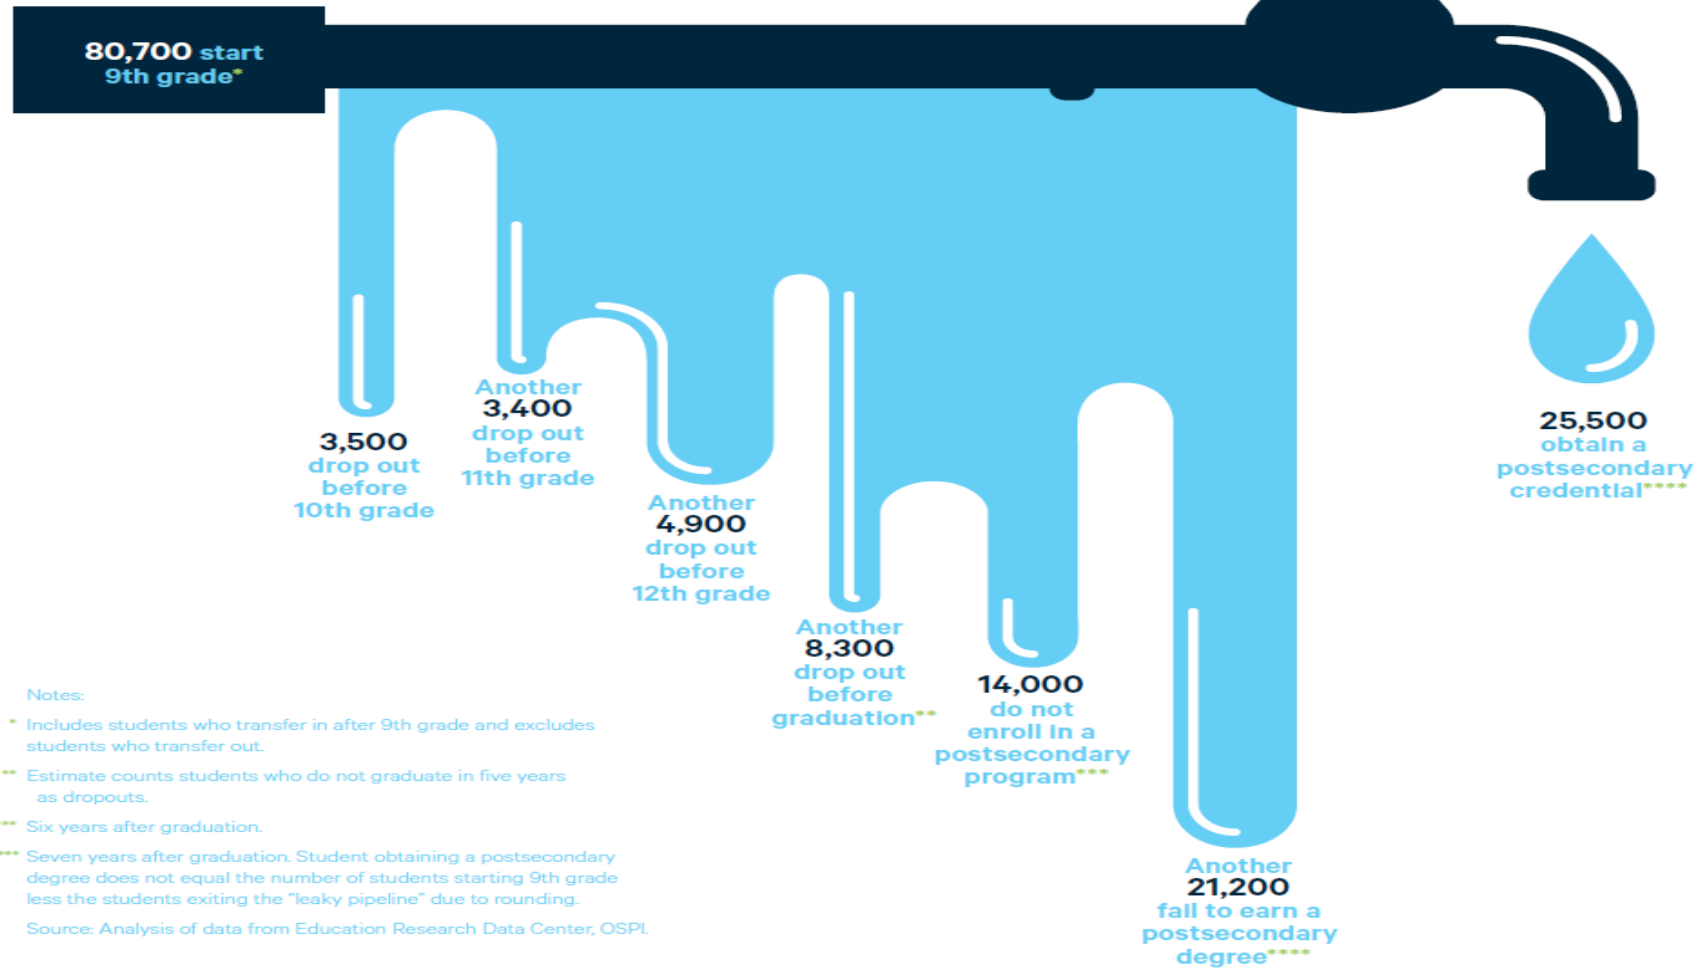 80,700 start
9th grade*
3,500
drop out
before
10th grade
Another
3,400
drop out
before
11th grade
Another
4,900
drop out
before
12th grade
Another
8,300
drop out
before
graduation**
14,000
do not
enroll in a
postsecondary
program***
Another
21,200
fail to earn a
postsecondary
degree****
25,500
obtain a
postsecondary
credential****
Notes:
* Includes students who transfer in after 9th grade and excludes
students who transfer out.
** Estimate counts students who do not graduate in five years
as dropouts.
*** Six years after graduation.
**** Seven years after graduation. Student obtaining a postsecondary
degree does not equal the number of students starting 9th grade
less the students exiting the “leaky pipeline” due to rounding.
Source: Analysis of data from Education Research Data Center, OSPI.